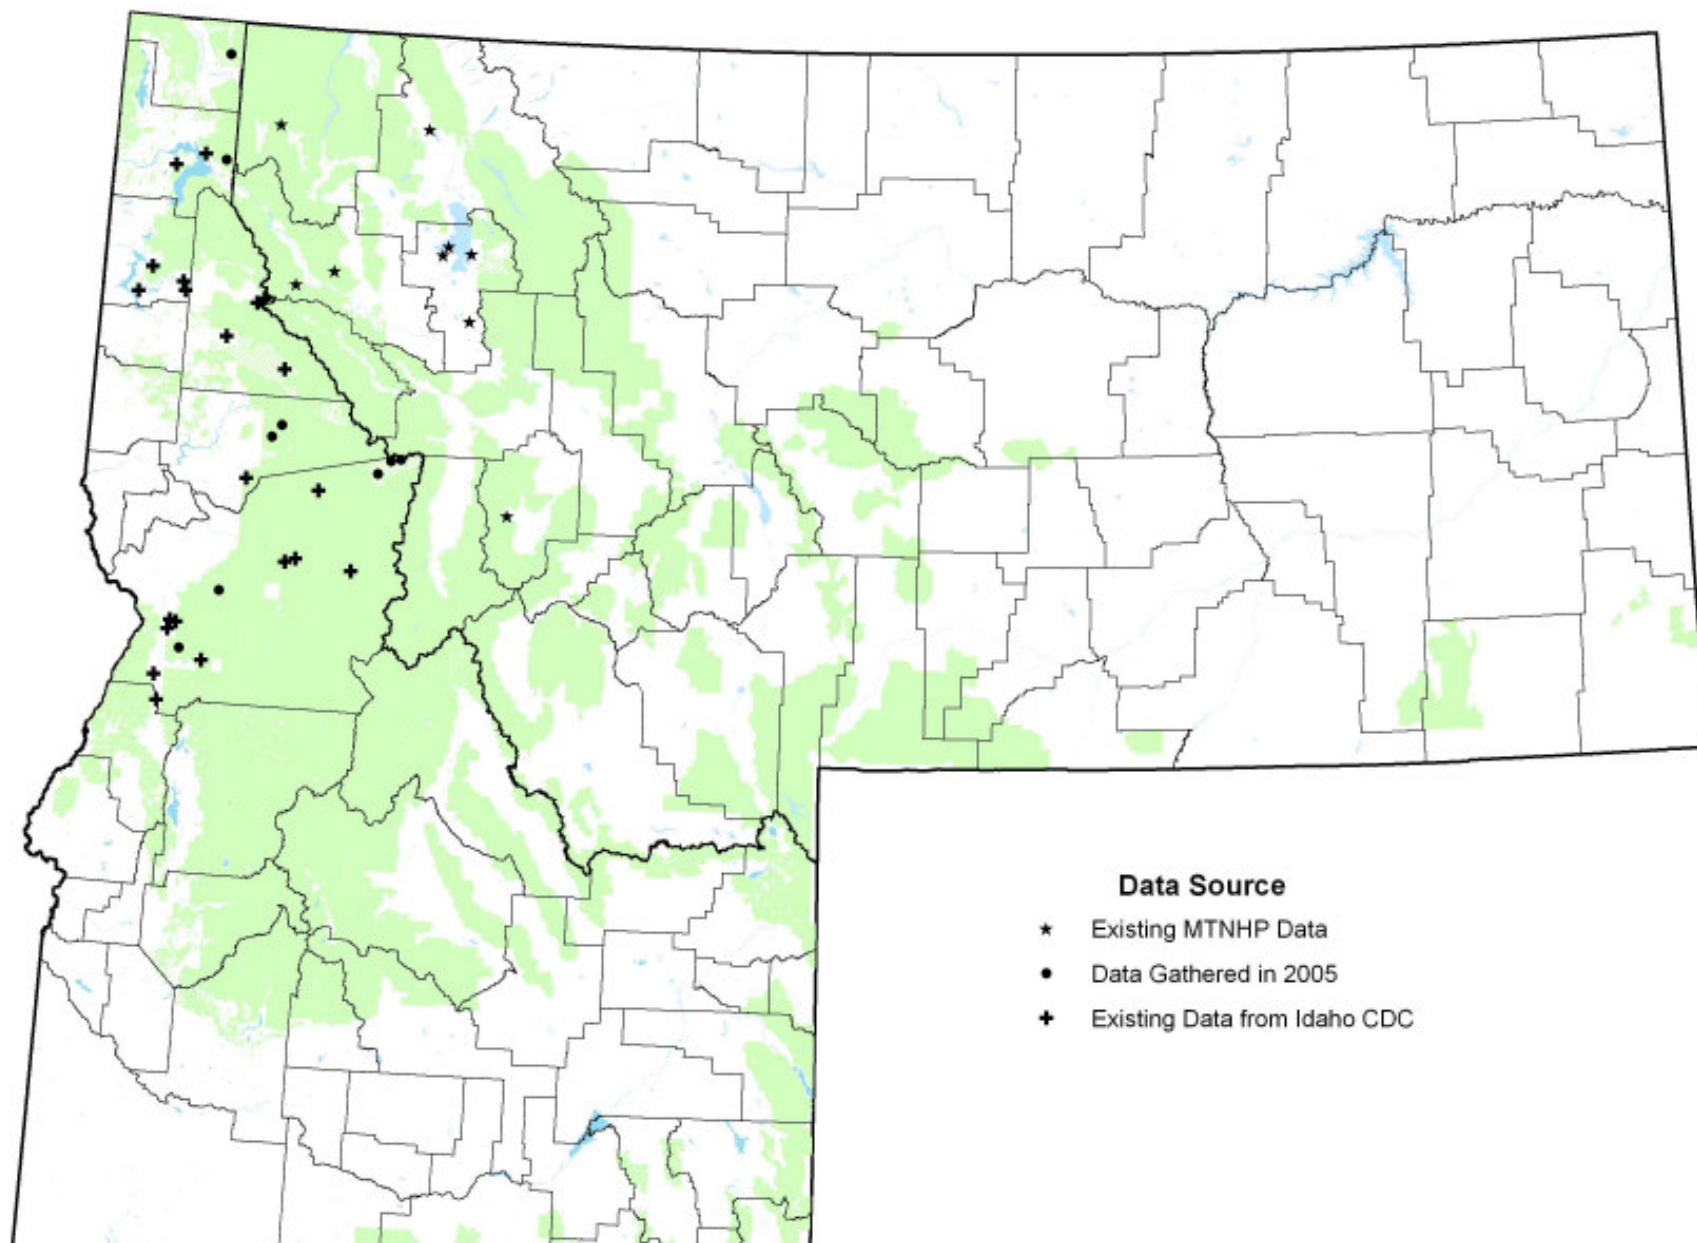 Data Source
Existing MTNHP Data
Data Gathered in 2005
Existing Data from Idaho CDC